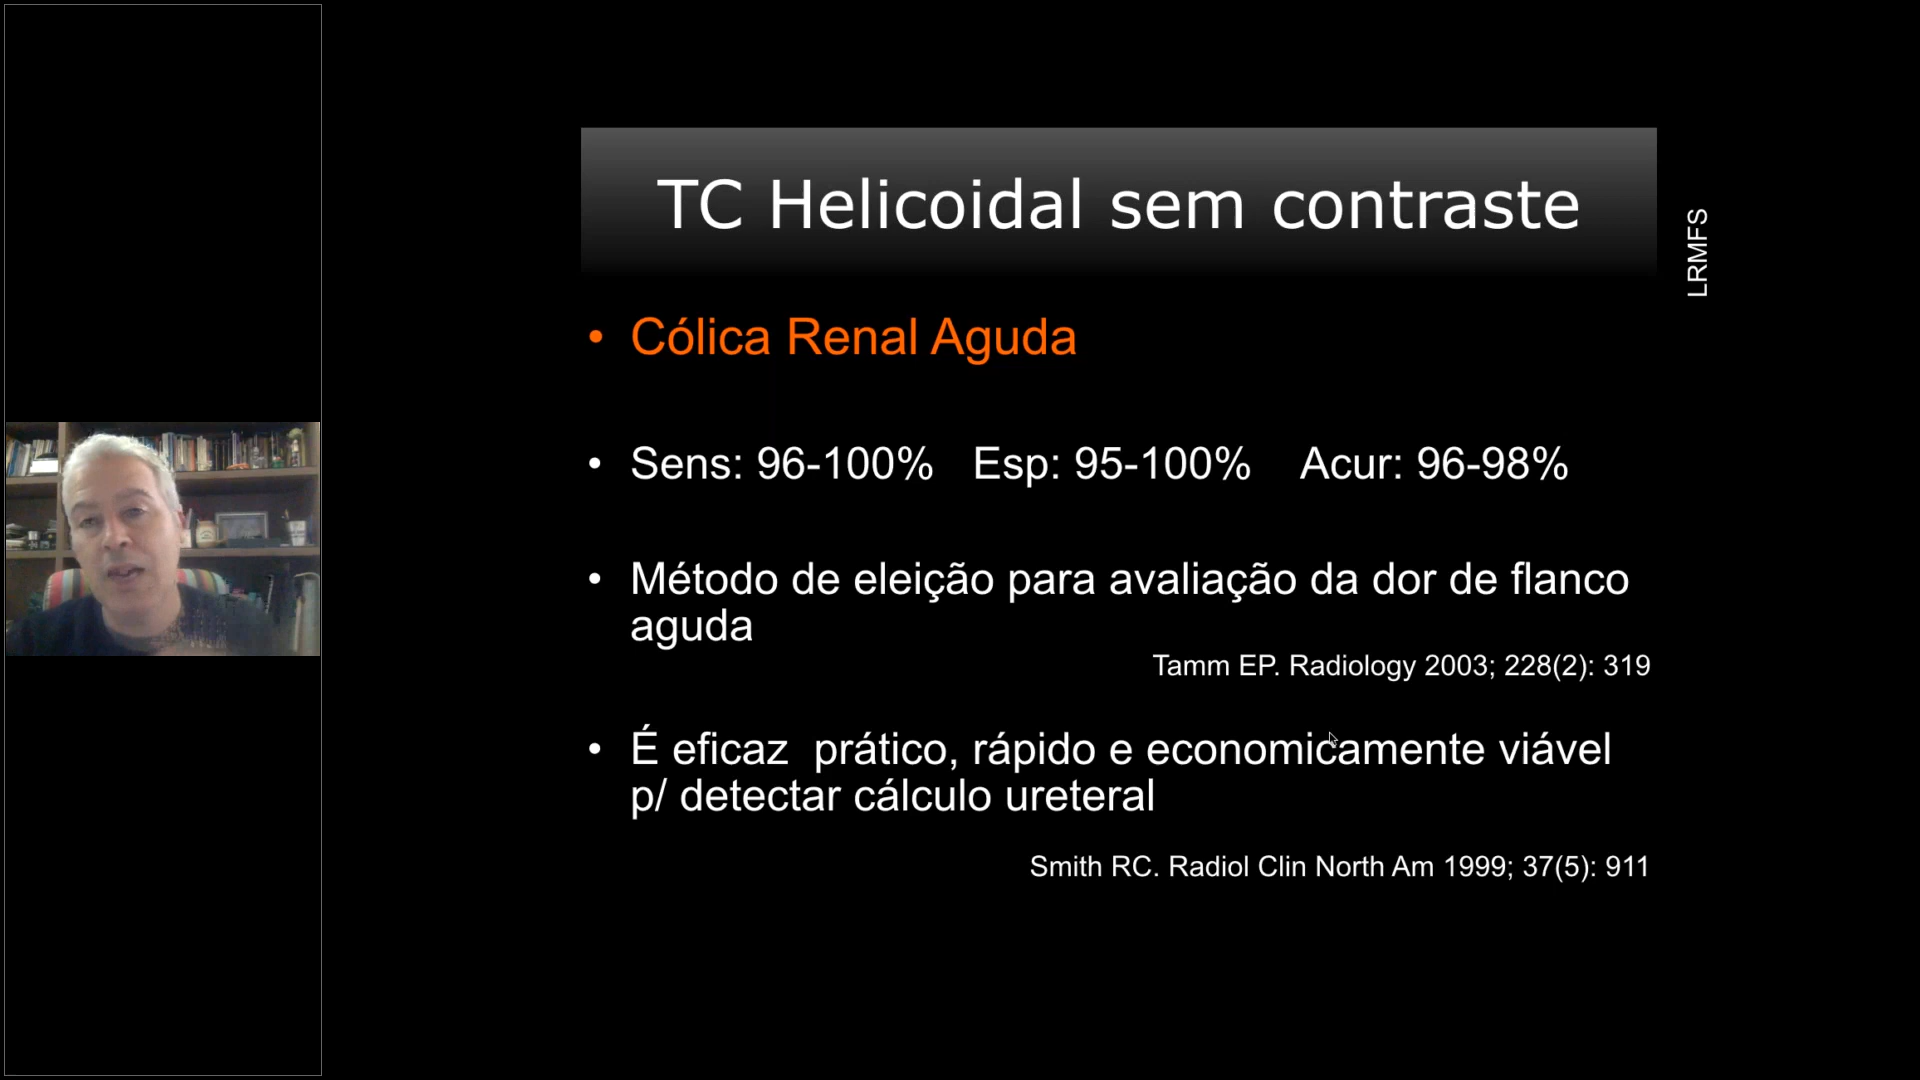 TC Helicoidal sem contraste
LRMFS
• Cólica Renal Aguda
• Sens: 96-100% Esp: 95-100% Acur: 96-98%
• Método de eleição para avaliação da dor de flanco
aguda
Tamm EP. Radiology 2003; 228(2): 319
• É eficaz prático, rápido e economicamente viável
p/ detectar cálculo ureteral
Smith RC. Radiol Clin North Am 1999; 37(5): 911